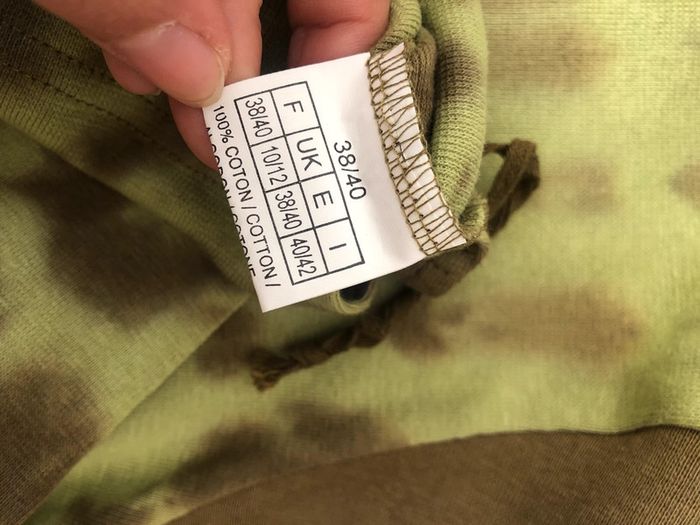 38/40
F UK E I
38/40 10/12 38/40 40/42
100% COTON / COTTON /